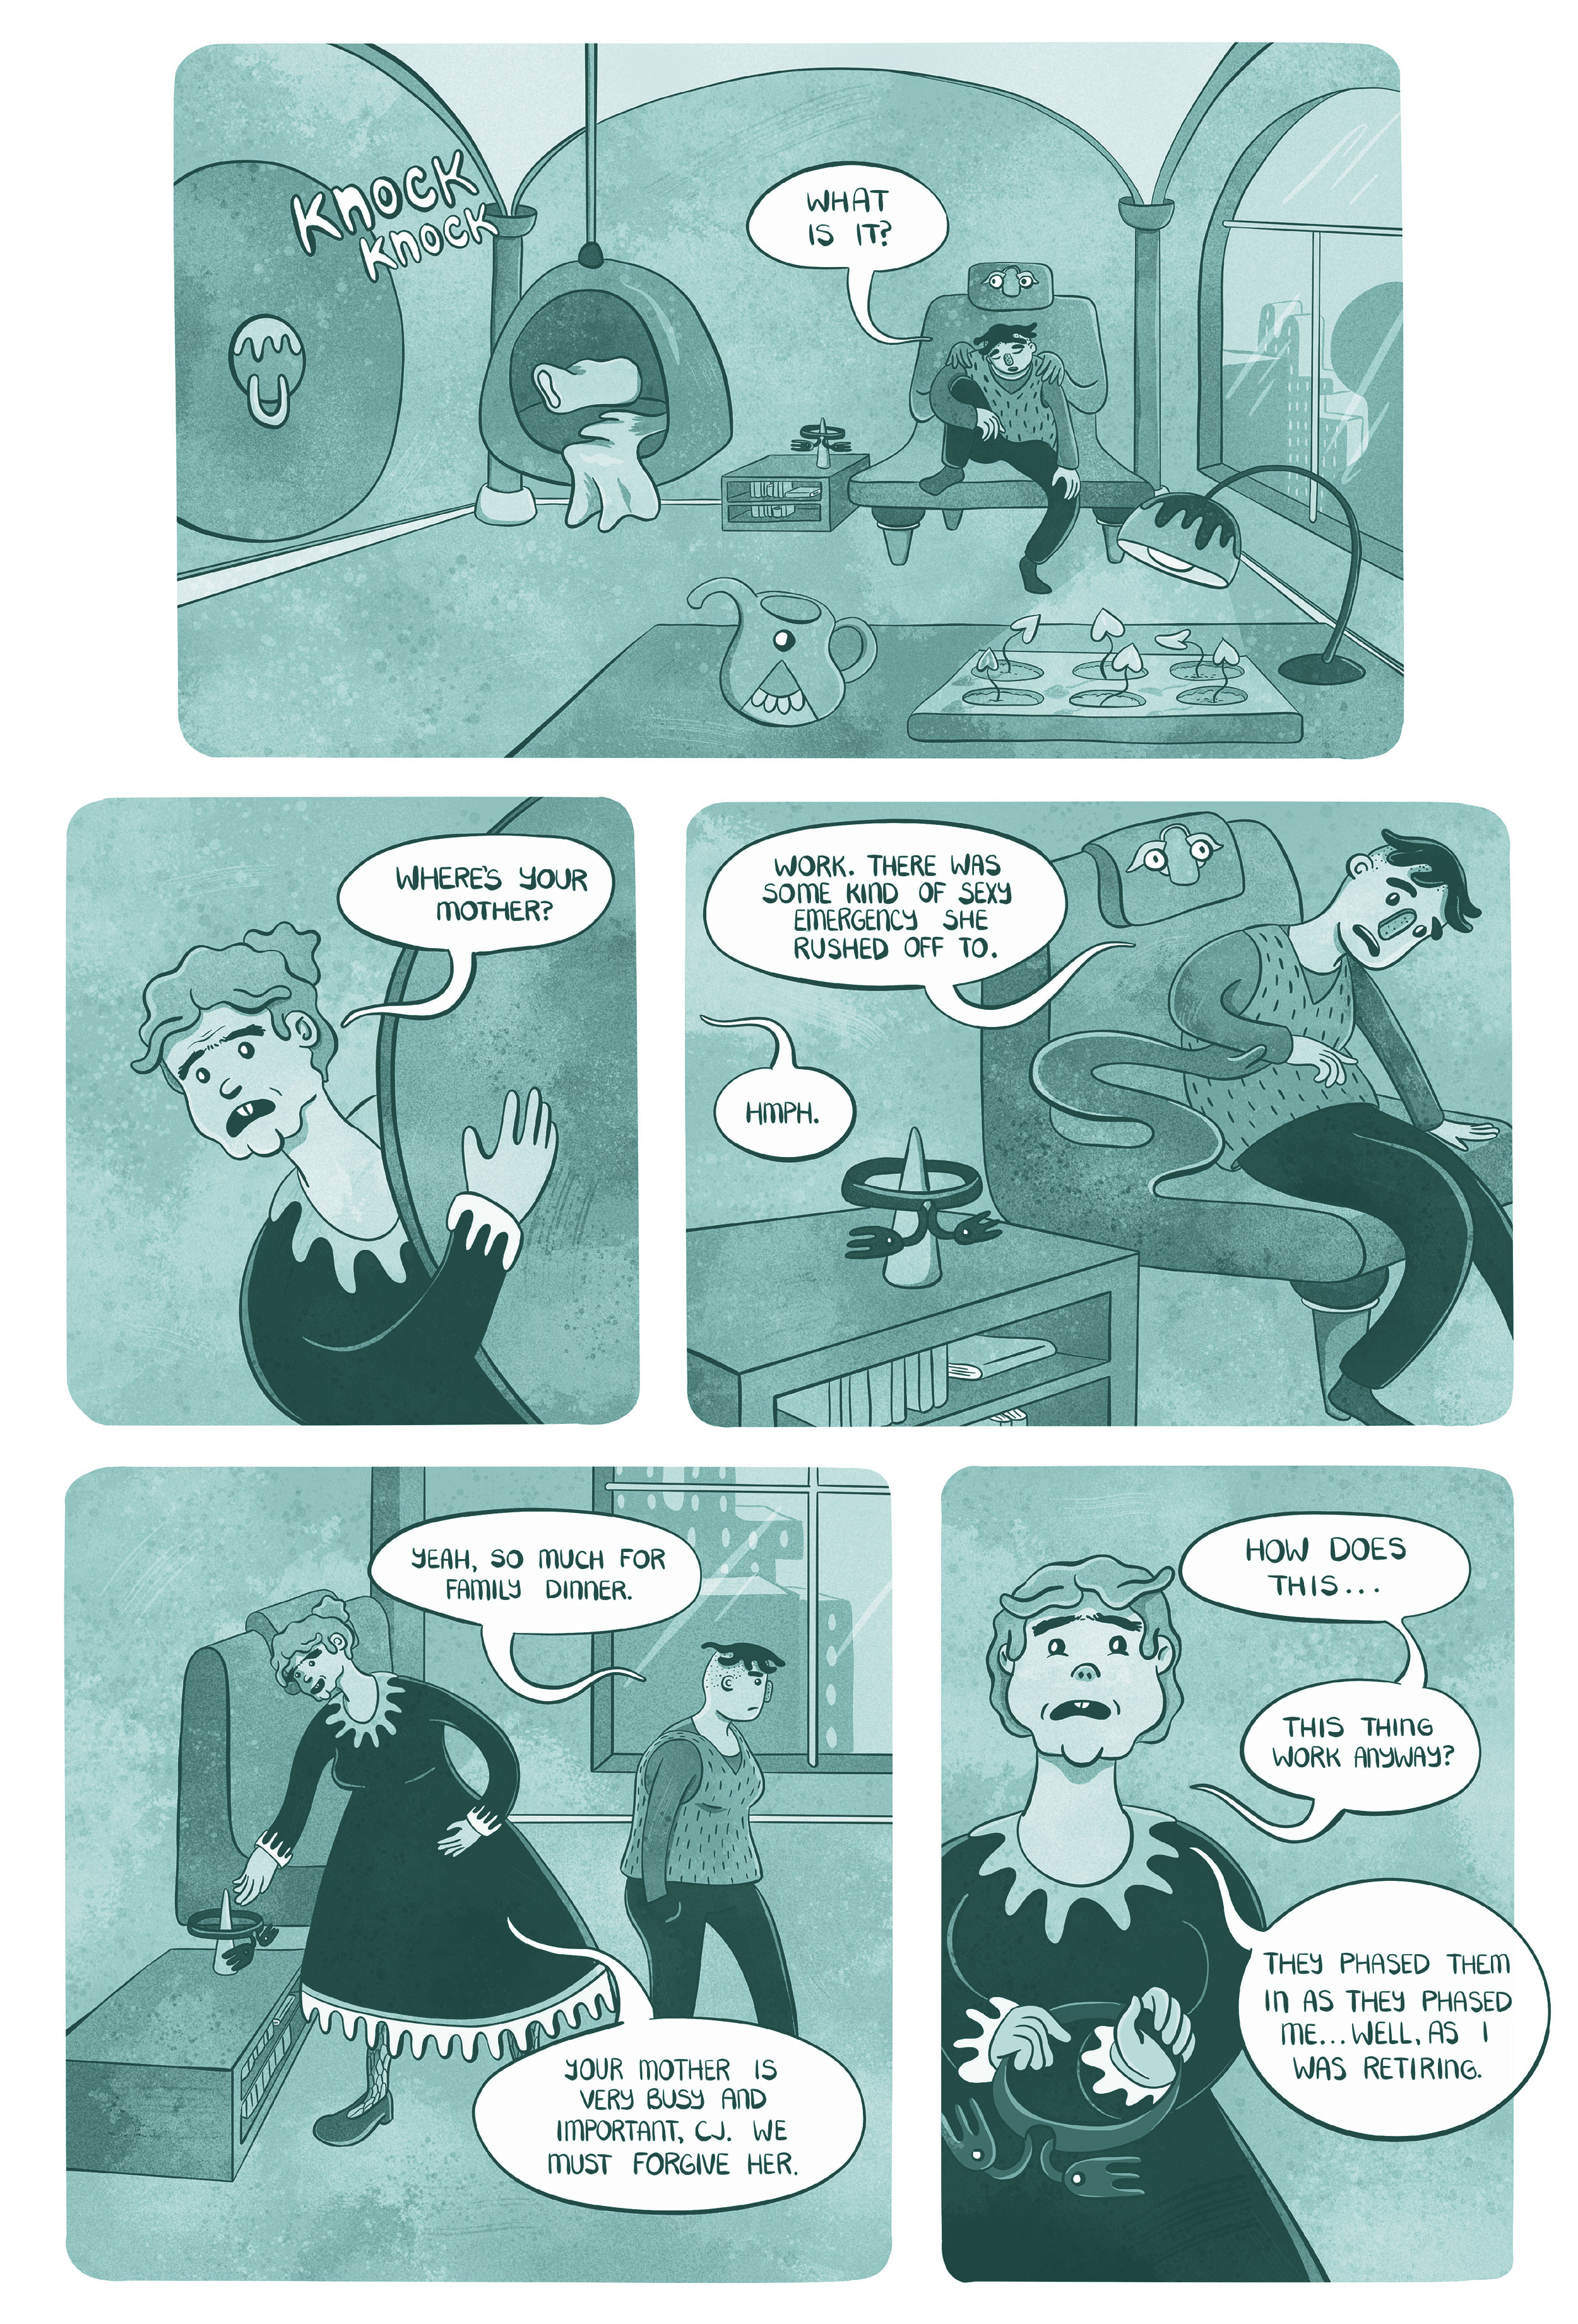 KNOCK
KNOCK
WHAT
IS IT?
WHERE'S YOUR
MOTHER?
WORK. THERE WAS
SOME KIND OF SEXY
EMERGENCY SHE
RUSHED OFF TO.
HMPH.
YEAH, SO MUCH FOR
FAMILY DINNER.
YOUR MOTHER IS
VERY BUSY AND
IMPORTANT, CJ. WE
MUST FORGIVE HER.
HOW DOES
THIS...
THIS THING
WORK ANYWAY?
THEY PHASED THEM
IN AS THEY PHASED
ME...WELL, AS I
WAS RETIRING.